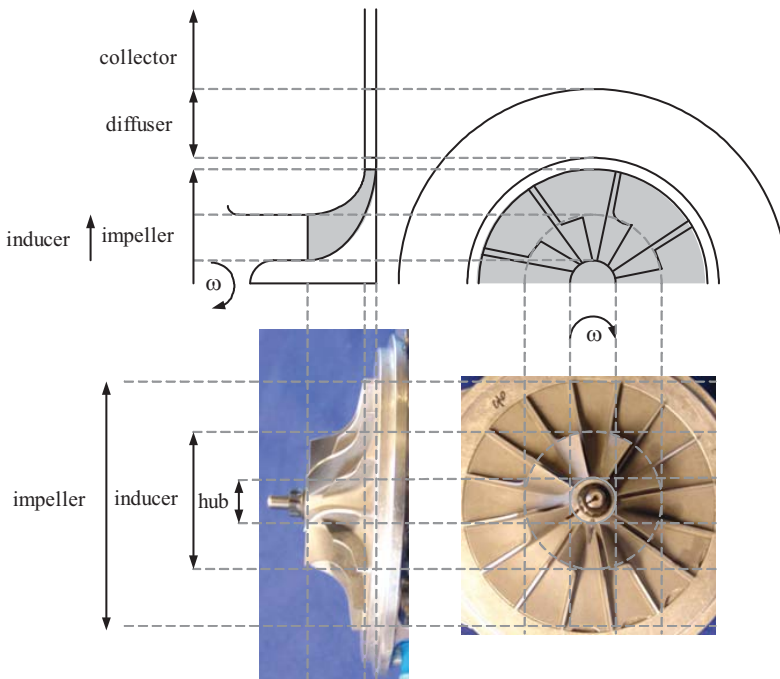 collector
diffuser
inducer
impeller
ω
ω
impeller
inducer
hub